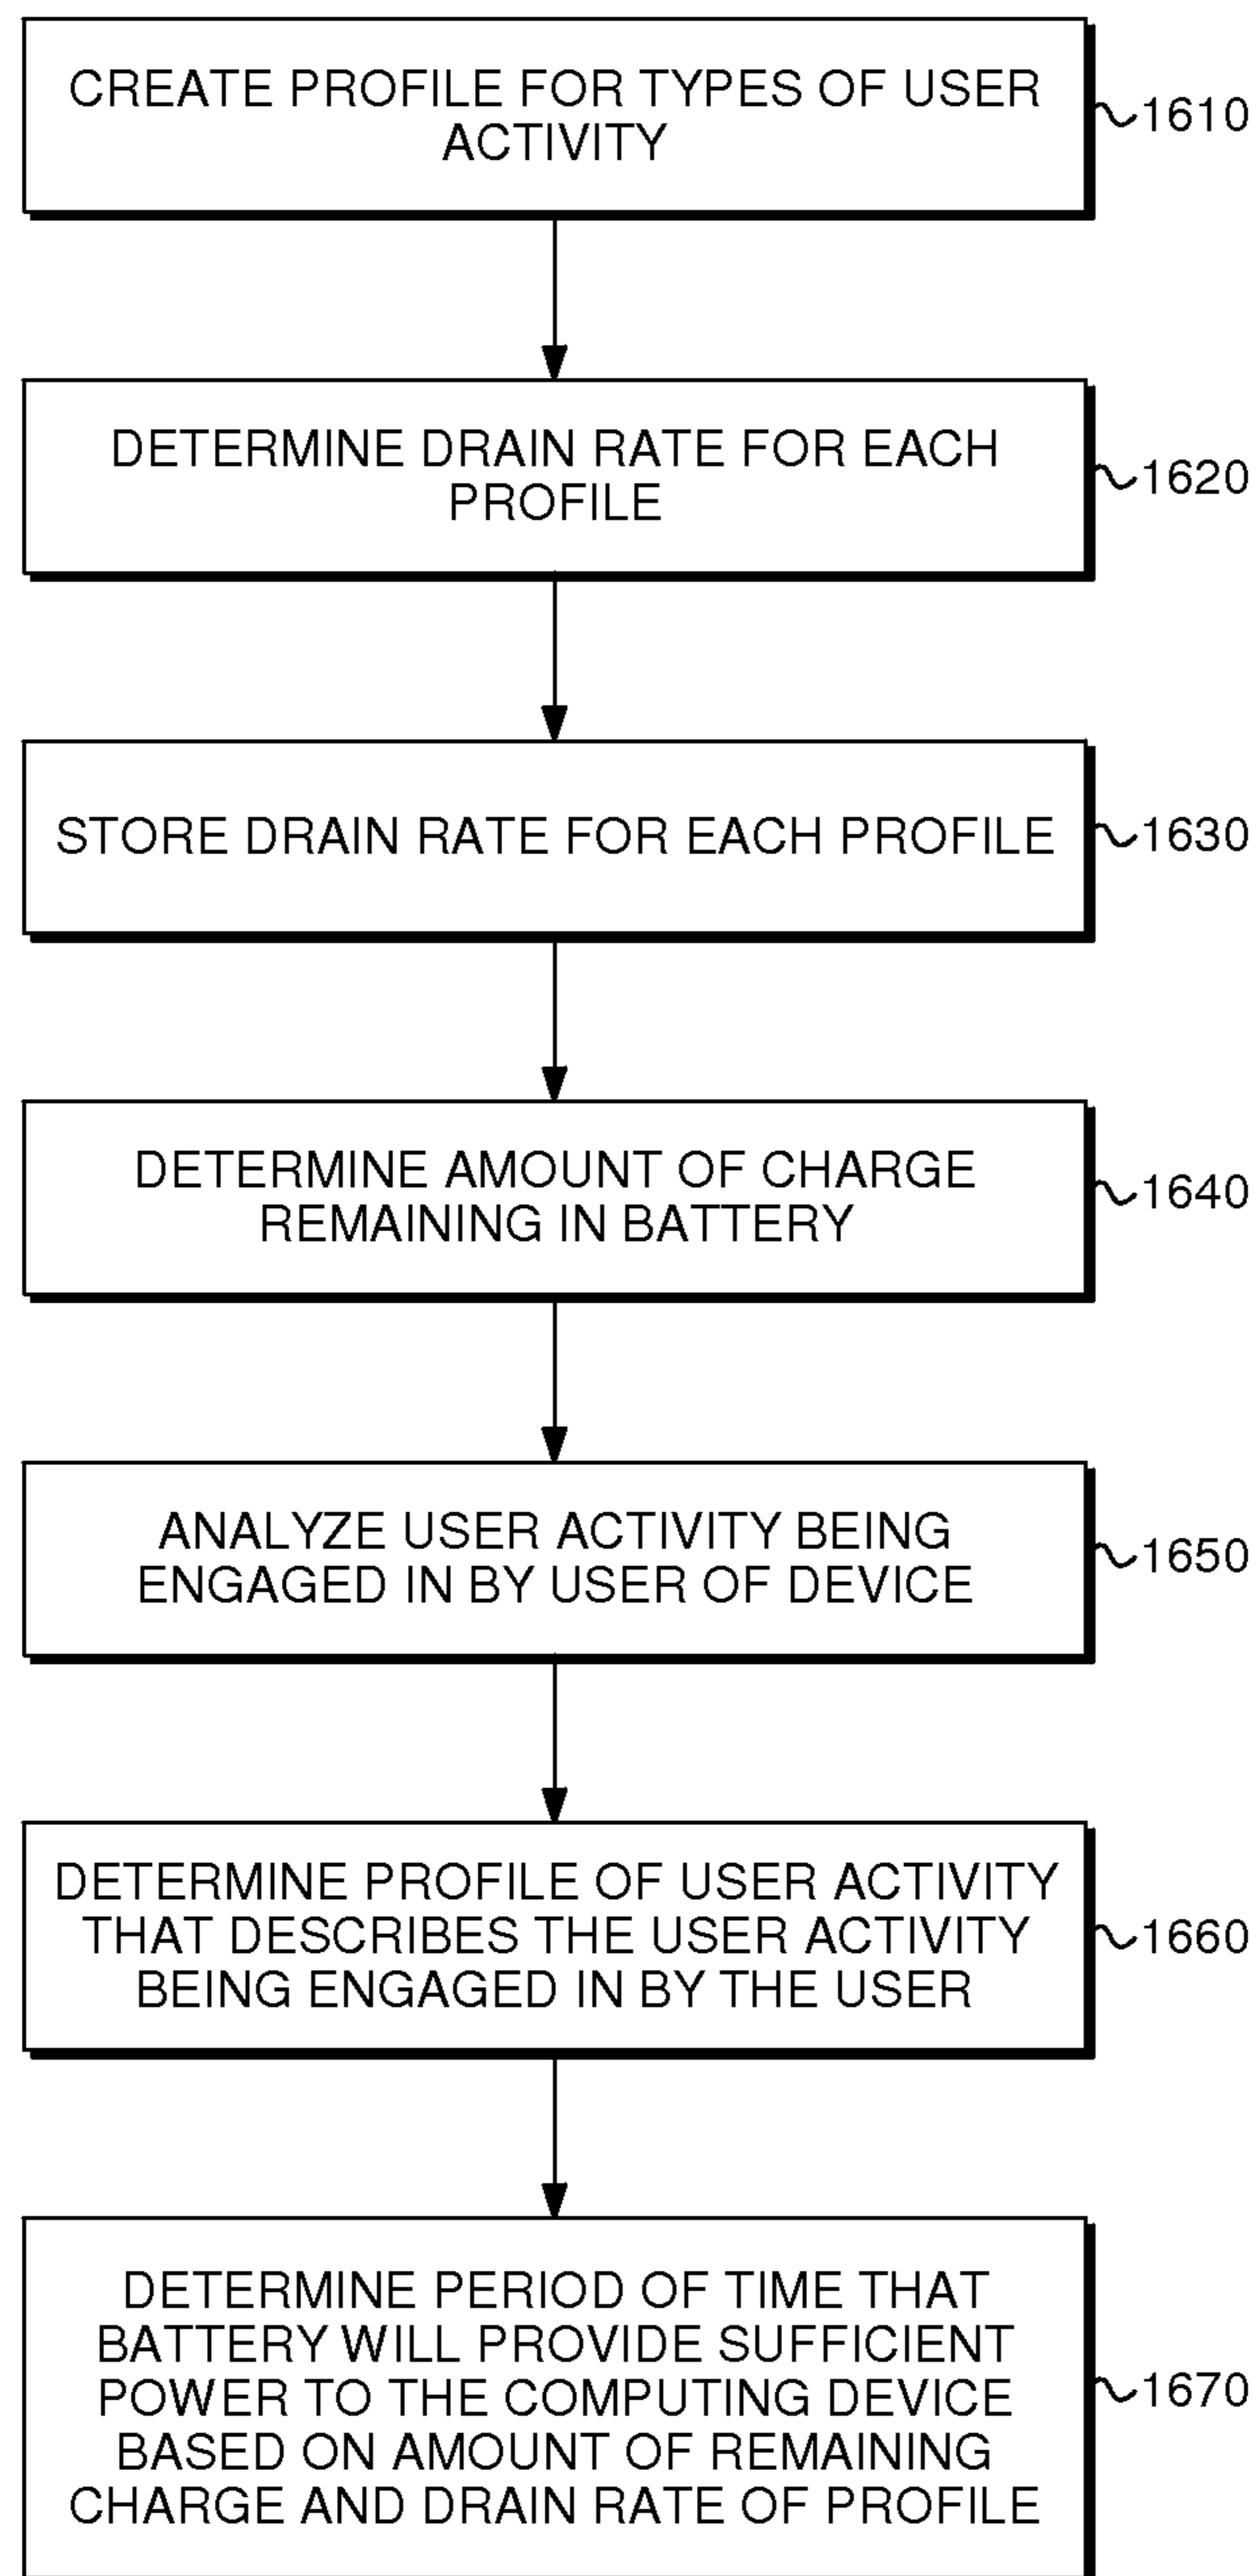 CREATE PROFILE FOR TYPES OF USER
ACTIVITY
1610
DETERMINE DRAIN RATE FOR EACH
PROFILE
1620
STORE DRAIN RATE FOR EACH PROFILE
1630
DETERMINE AMOUNT OF CHARGE
REMAINING IN BATTERY
1640
ANALYZE USER ACTIVITY BEING
ENGAGED IN BY USER OF DEVICE
1650
DETERMINE PROFILE OF USER ACTIVITY
THAT DESCRIBES THE USER ACTIVITY
BEING ENGAGED IN BY THE USER
1660
DETERMINE PERIOD OF TIME THAT
BATTERY WILL PROVIDE SUFFICIENT
POWER TO THE COMPUTING DEVICE
BASED ON AMOUNT OF REMAINING
CHARGE AND DRAIN RATE OF PROFILE
1670